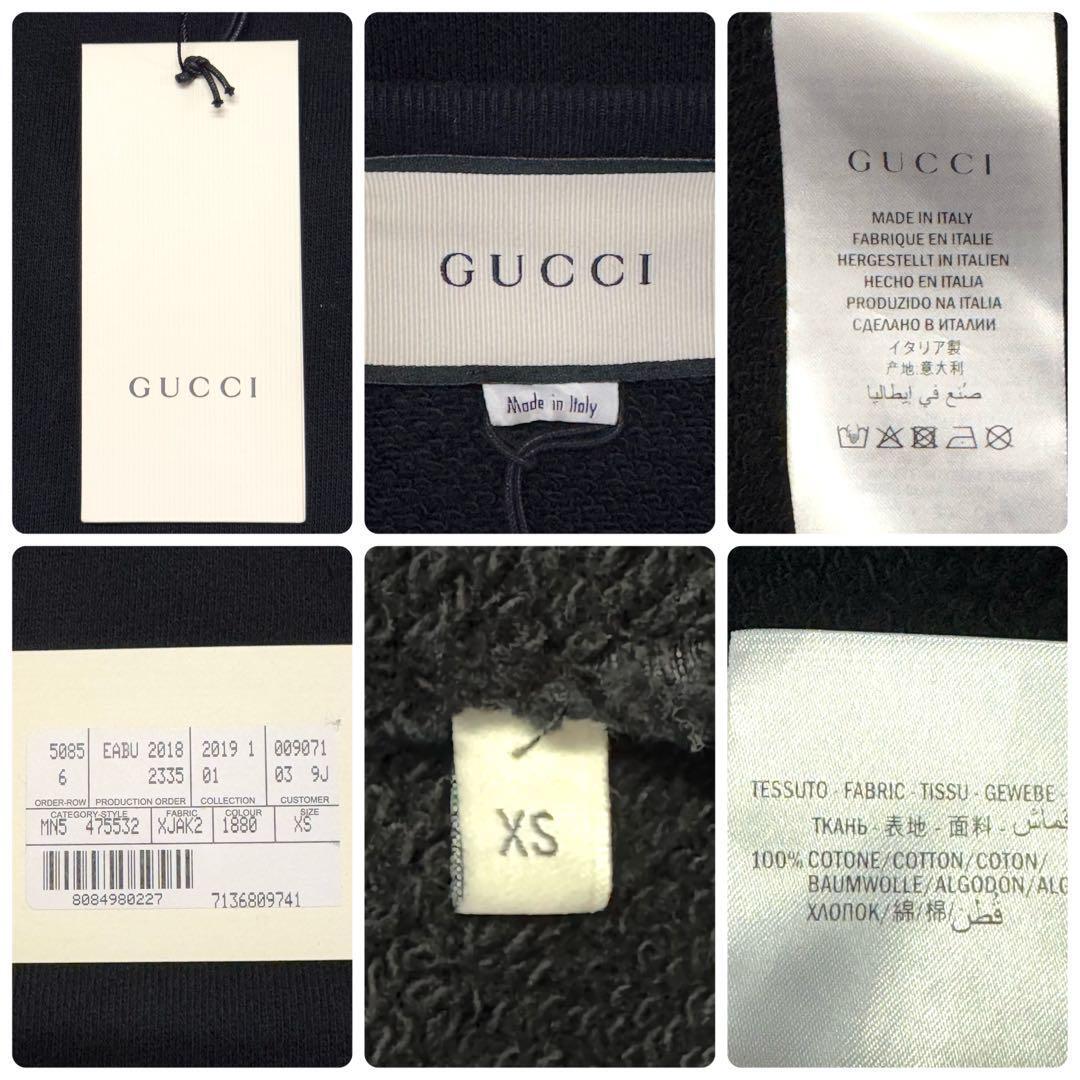 GUCCI
GUCCI
Made in Italy
GUCCI
MADE IN ITALY
FABRIQUE EN ITALIE
HERGESTELLT IN ITALIEN
HECHO EN ITALIA
PRODUZIDO NA ITALIA
СДЕЛАНО В ИТАЛИИ
イタリア製
产地:意大利
صُنع في إيطاليا
5085 EABU 2018 2019 1 009071
6 2335 01 03 9J
ORDER-ROW PRODUCTION ORDER COLLECTION CUSTOMER
CATEGORY-STYLE FABRIC COLOUR SIZE
MN5 475532 XJAK2 1880 XS
8084980227 7136809741
XS
TESSUTO - FABRIC - TISSU - GEWEBE -
ТКАНЬ - 表地 - 面料 - قماش
100% COTONE/COTTON/COTON/
BAUMWOLLE/ALGODON/ALG
ХЛОПОК/綿/棉/قطن